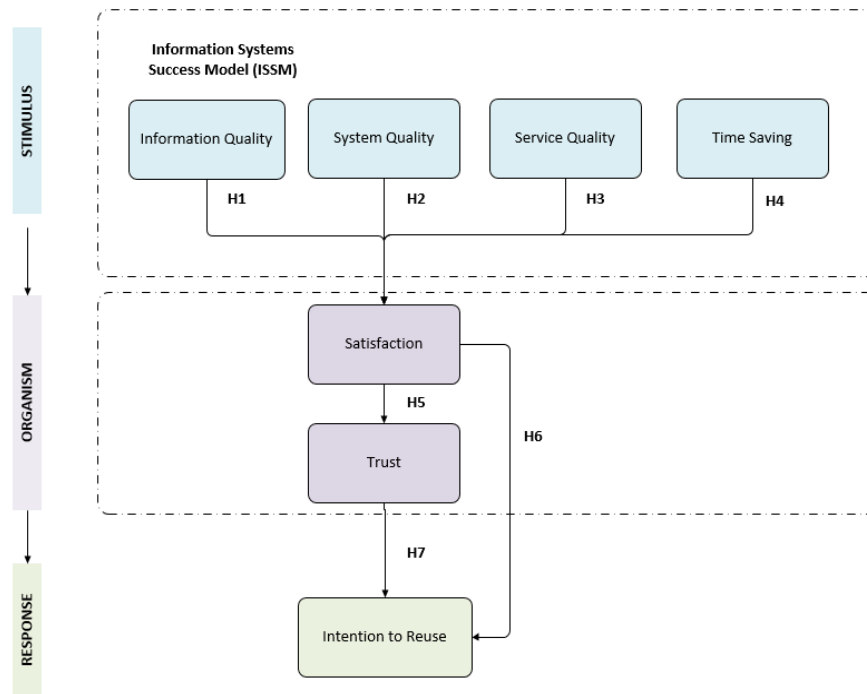 STIMULUS
Information Systems
Success Model (ISSM)
Information Quality
System Quality
Service Quality
Time Saving
H1
H2
H3
H4
ORGANISM
Satisfaction
H5
H6
Trust
H7
RESPONSE
Intention to Reuse